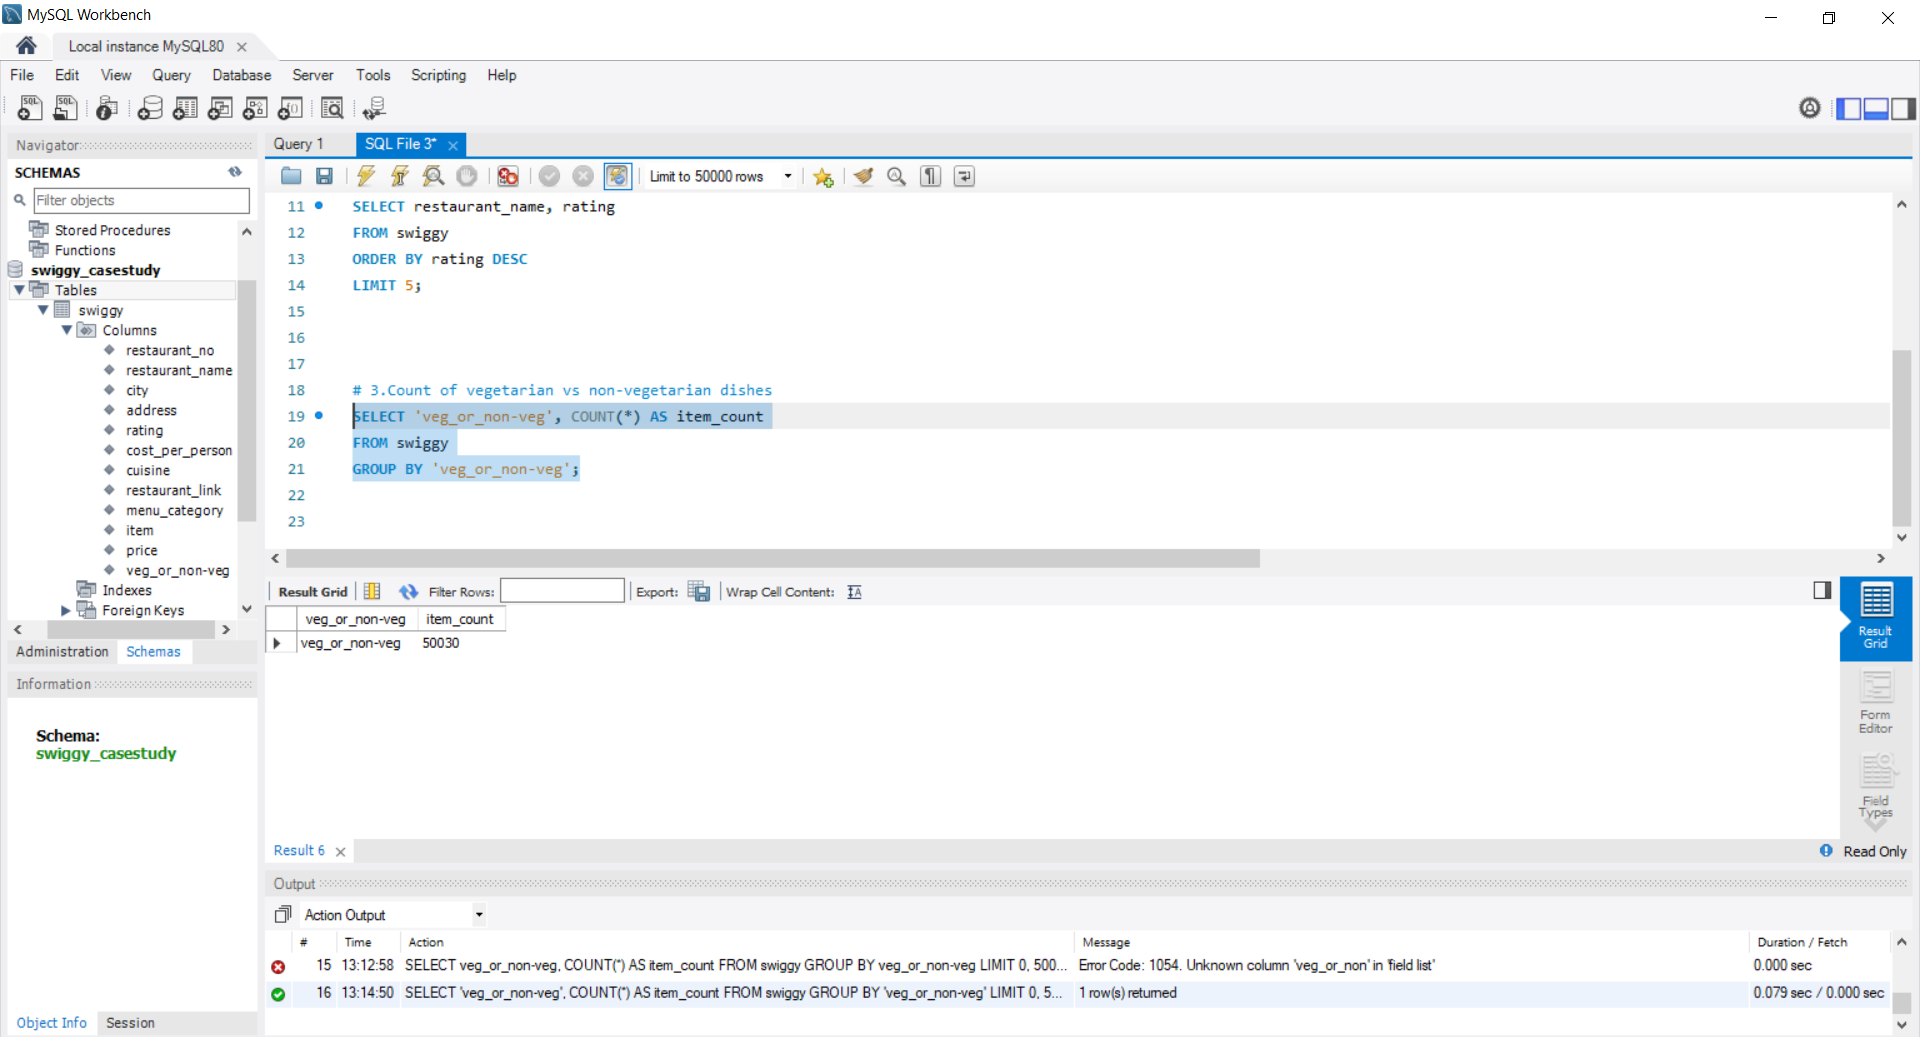 MySQL Workbench
Local instance MySQL80
File Edit View Query Database Server Tools Scripting Help
Navigator
SCHEMAS
Filter objects
Stored Procedures
Functions
swiggy_casestudy
Tables
swiggy
Columns
restaurant_no
restaurant_name
city
address
rating
cost_per_person
cuisine
restaurant_link
menu_category
item
price
veg_or_non-veg
Indexes
Foreign Keys
Administration Schemas
Information
Schema:
swiggy_casestudy
Object Info Session
Query 1 SQL File 3*
Limit to 50000 rows
11 SELECT restaurant_name, rating
12 FROM swiggy
13 ORDER BY rating DESC
14 LIMIT 5;
15
16
17
18 # 3.Count of vegetarian vs non-vegetarian dishes
19 SELECT 'veg_or_non-veg', COUNT(*) AS item_count
20 FROM swiggy
21 GROUP BY 'veg_or_non-veg';
22
23
Result Grid Filter Rows: Export: Wrap Cell Content:
veg_or_non-veg item_count
veg_or_non-veg 50030
Result
Grid
Form
Editor
Field
Types
Result 6
Read Only
Output
Action Output
# Time Action Message Duration / Fetch
15 13:12:58 SELECT veg_or_non-veg, COUNT(*) AS item_count FROM swiggy GROUP BY veg_or_non-veg LIMIT 0, 500... Error Code: 1054. Unknown column 'veg_or_non' in 'field list' 0.000 sec
16 13:14:50 SELECT 'veg_or_non-veg', COUNT(*) AS item_count FROM swiggy GROUP BY 'veg_or_non-veg' LIMIT 0, 5... 1 row(s) returned 0.079 sec / 0.000 sec